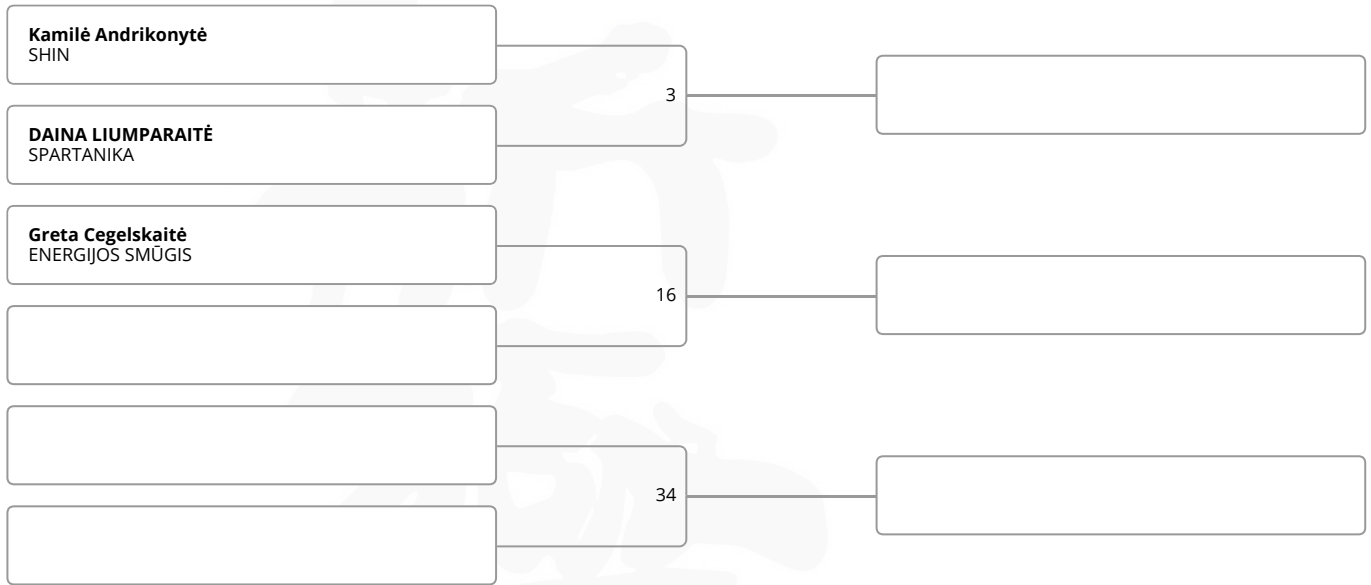 Kamilė Andrikonytė
SHIN
3
DAINA LIUMPARAITĖ
SPARTANIKA
Greta Cegelskaitė
ENERGIJOS SMŪGIS
16
34